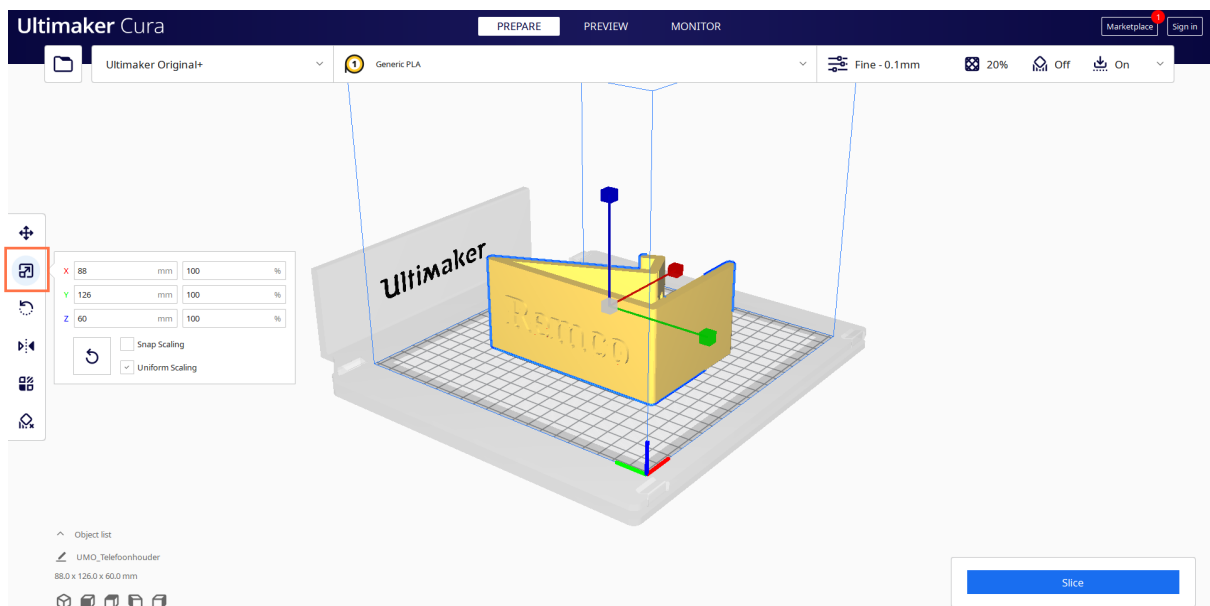 Ultimaker Cura
PREPARE PREVIEW MONITOR
Marketplace 1 Sign in
Ultimaker Original+
1 Generic PLA
Fine - 0.1mm 20% Off On
Ultimaker
Remco
X 88 mm 100 %
Y 126 mm 100 %
Z 60 mm 100 %
Snap Scaling
Uniform Scaling
Object list
UMO_Telefoonhouder
88.0 x 126.0 x 60.0 mm
Slice